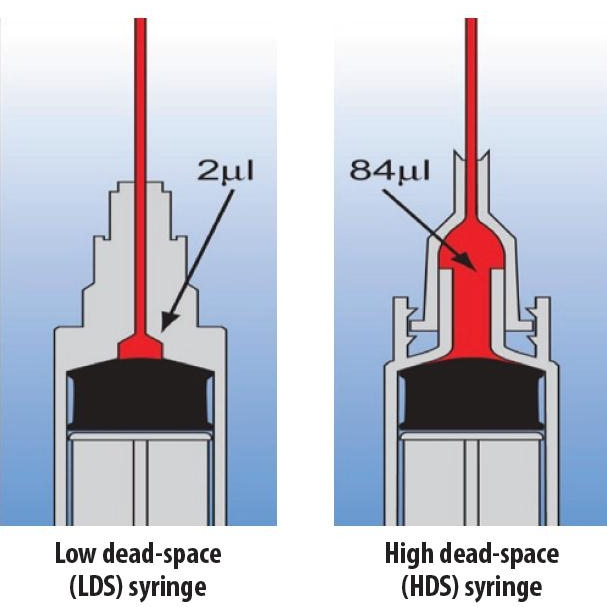 2µl
84µl
Low dead-space
(LDS) syringe
High dead-space
(HDS) syringe